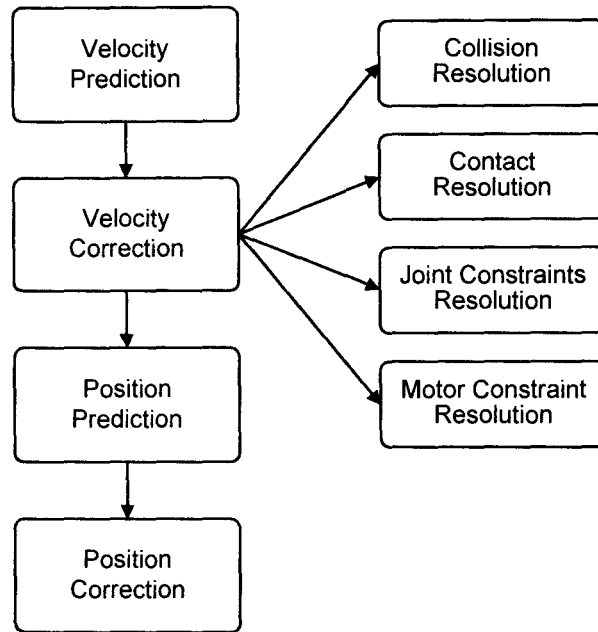 Velocity
Prediction
Velocity
Correction
Position
Prediction
Position
Correction
Collision
Resolution
Contact
Resolution
Joint Constraints
Resolution
Motor Constraint
Resolution